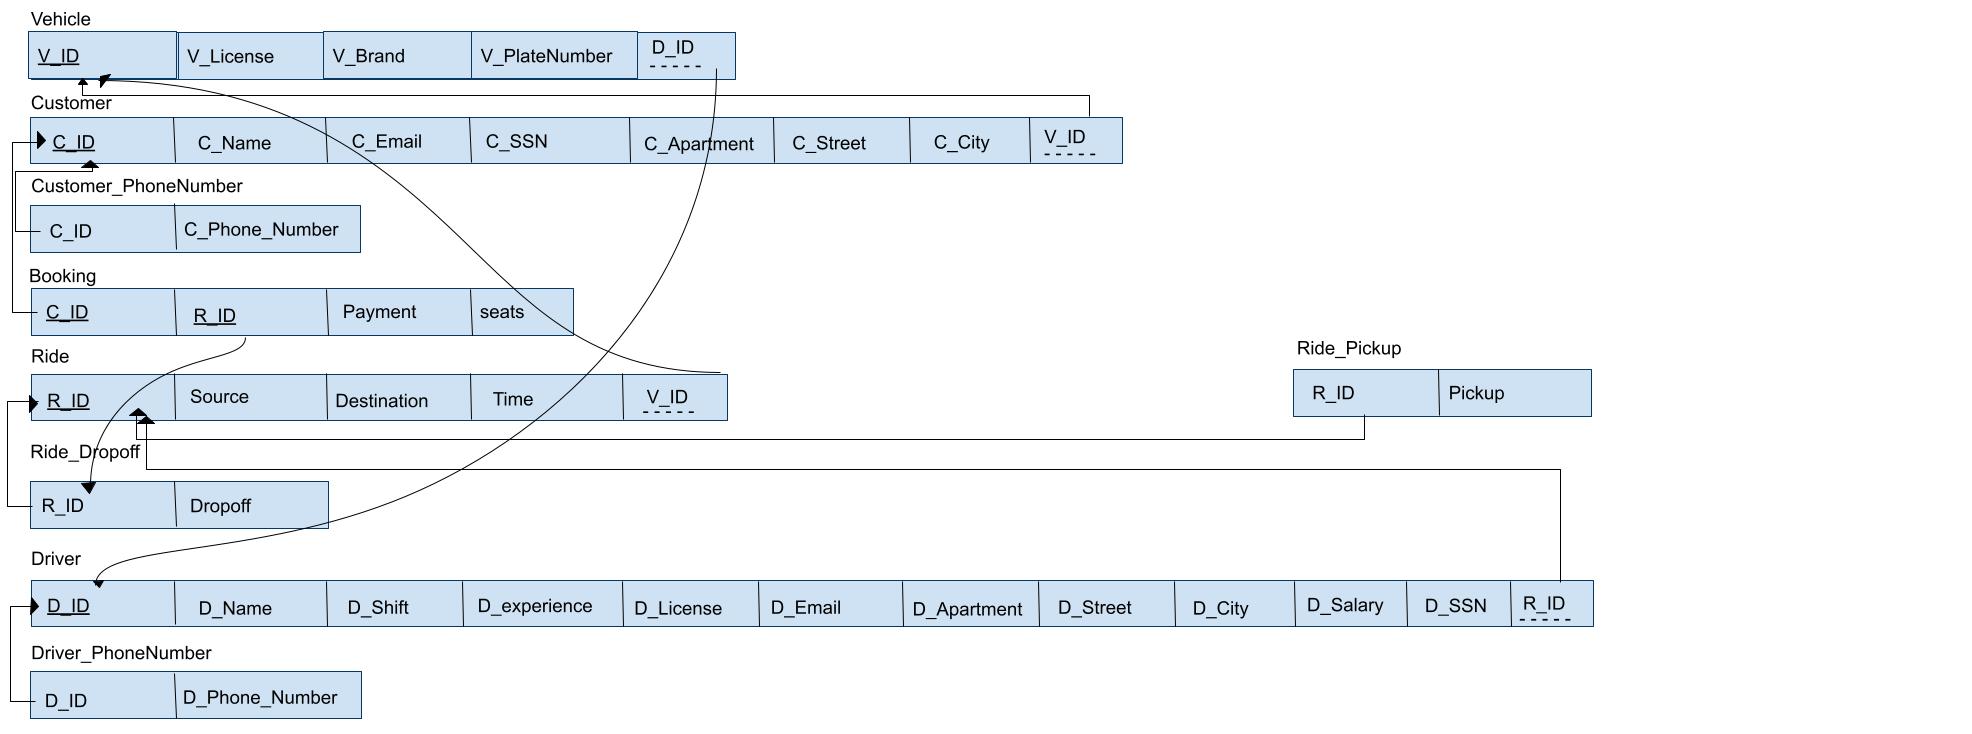 Vehicle
V_ID V_License V_Brand V_PlateNumber D_ID
Customer
C_ID C_Name C_Email C_SSN C_Apartment C_Street C_City V_ID
Customer_PhoneNumber
C_ID C_Phone_Number
Booking
C_ID R_ID Payment seats
Ride
R_ID Source Destination Time V_ID
Ride_Pickup
R_ID Pickup
Ride_Dropoff
R_ID Dropoff
Driver
D_ID D_Name D_Shift D_experience D_License D_Email D_Apartment D_Street D_City D_Salary D_SSN R_ID
Driver_PhoneNumber
D_ID D_Phone_Number